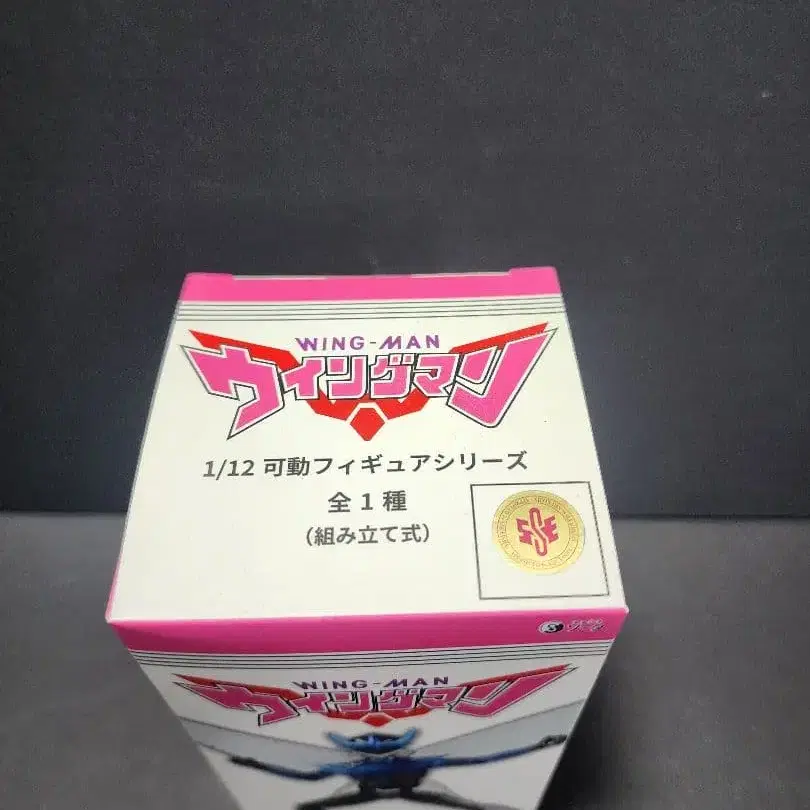 WING-MAN
ウイングマン
1/12 可動フィギュアシリーズ
全 1 種
(組み立て式)
WING-MAN
ウイングマン